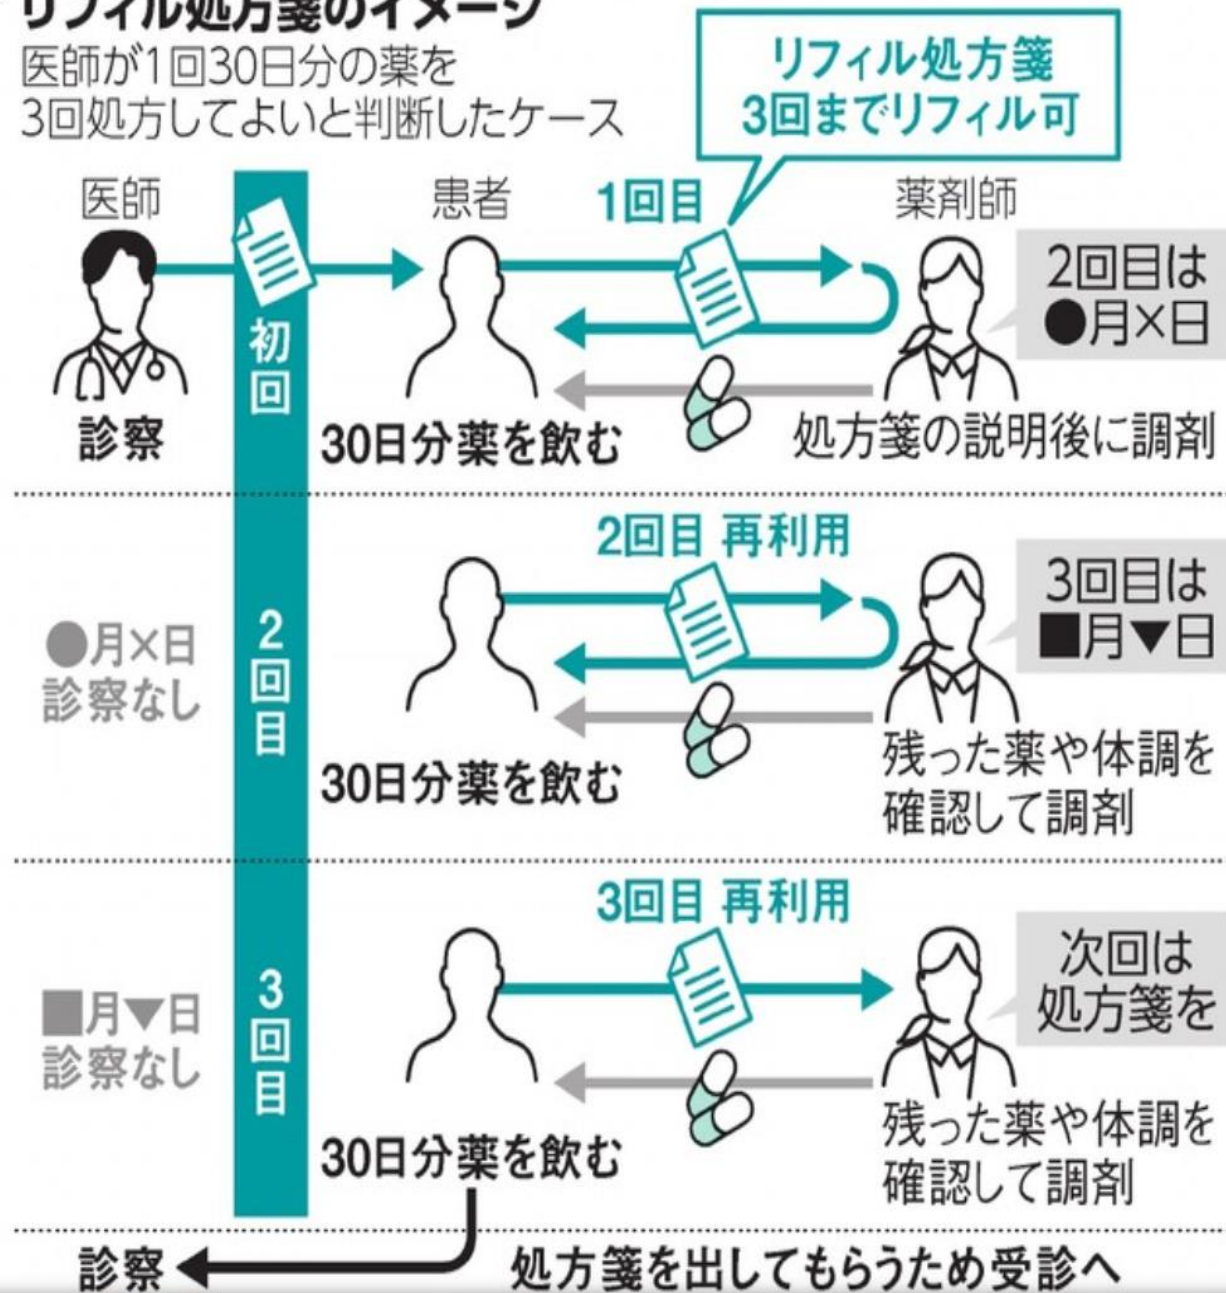 リフィル処方箋のイメージ
医師が1回30日分の薬を
3回処方してよいと判断したケース
リフィル処方箋
3回までリフィル可
医師
患者
1回目
薬剤師
2回目は
●月×日
初回
診察
30日分薬を飲む
処方箋の説明後に調剤
2回目 再利用
3回目は
■月▼日
●月×日
診察なし
2回目
30日分薬を飲む
残った薬や体調を
確認して調剤
3回目 再利用
次回は
処方箋を
■月▼日
診察なし
3回目
30日分薬を飲む
残った薬や体調を
確認して調剤
診察
処方箋を出してもらうため受診へ